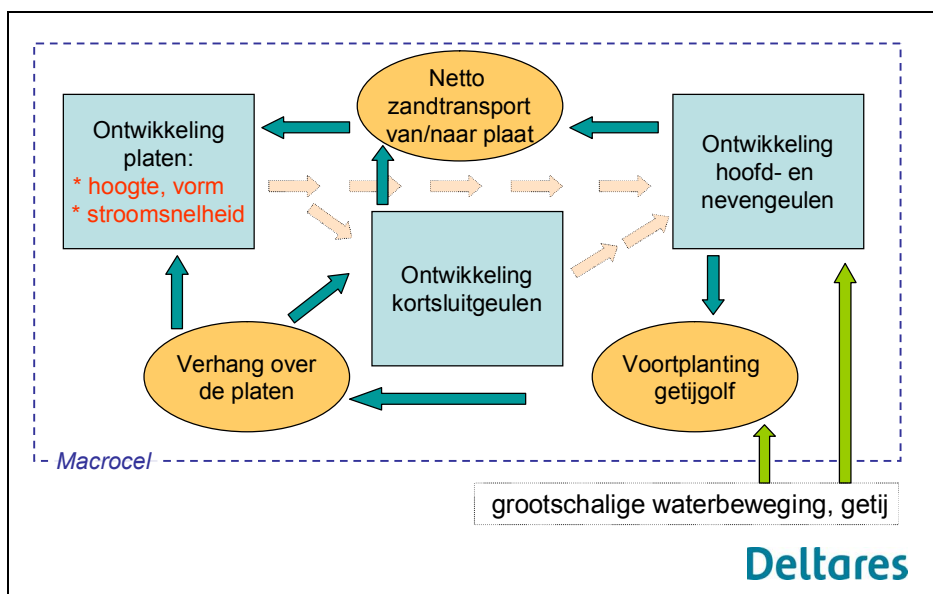 Netto
zandtransport
van/naar plaat
Ontwikkeling
platen:
* hoogte, vorm
* stroomsnelheid
Ontwikkeling
hoofd- en
nevengeulen
Ontwikkeling
kortsluitgeulen
Verhang over
de platen
Voortplanting
getijgolf
Macrocel
grootschalige waterbeweging, getij
Deltares